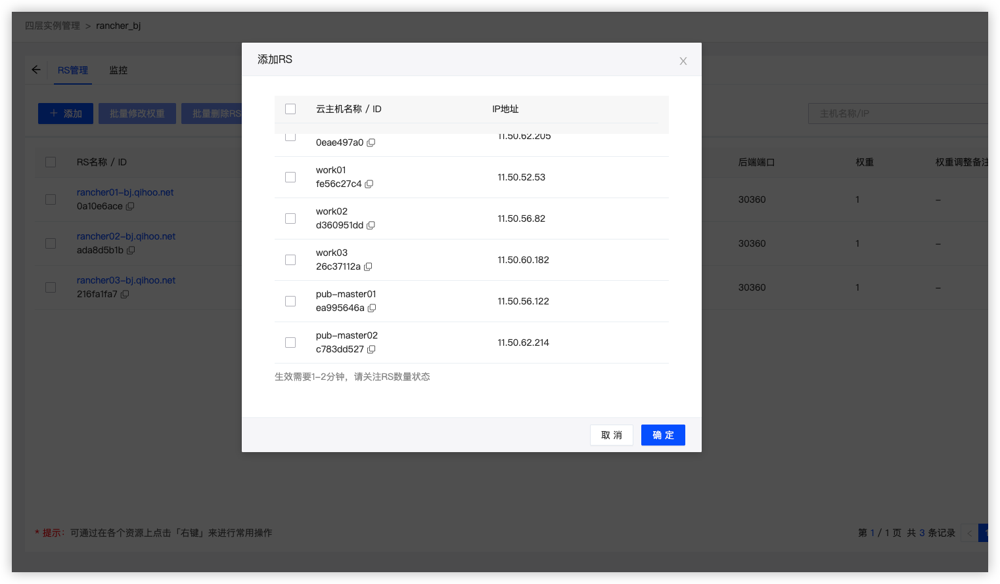 四层实例管理 > rancher_bj
RS管理 监控
+ 添加 批量修改权重 批量删除RS
主机名称/IP
RS名称 / ID
后端端口 权重 权重调整备注
rancher01-bj.qihoo.net
0a10e6ace
30360 1 -
rancher02-bj.qihoo.net
ada8d5b1b
30360 1 -
rancher03-bj.qihoo.net
216fa1fa7
30360 1 -
添加RS
云主机名称 / ID IP地址
11.50.62.205
0eae497a0
work01
11.50.52.53
fe56c27c4
work02
11.50.56.82
d360951dd
work03
11.50.60.182
26c37112a
pub-master01
11.50.56.122
ea995646a
pub-master02
11.50.62.214
c783dd527
生效需要1-2分钟，请关注RS数量状态
取 消 确 定
* 提示：可通过在各个资源上点击「右键」来进行常用操作
第 1 / 1 页 共 3 条记录 <